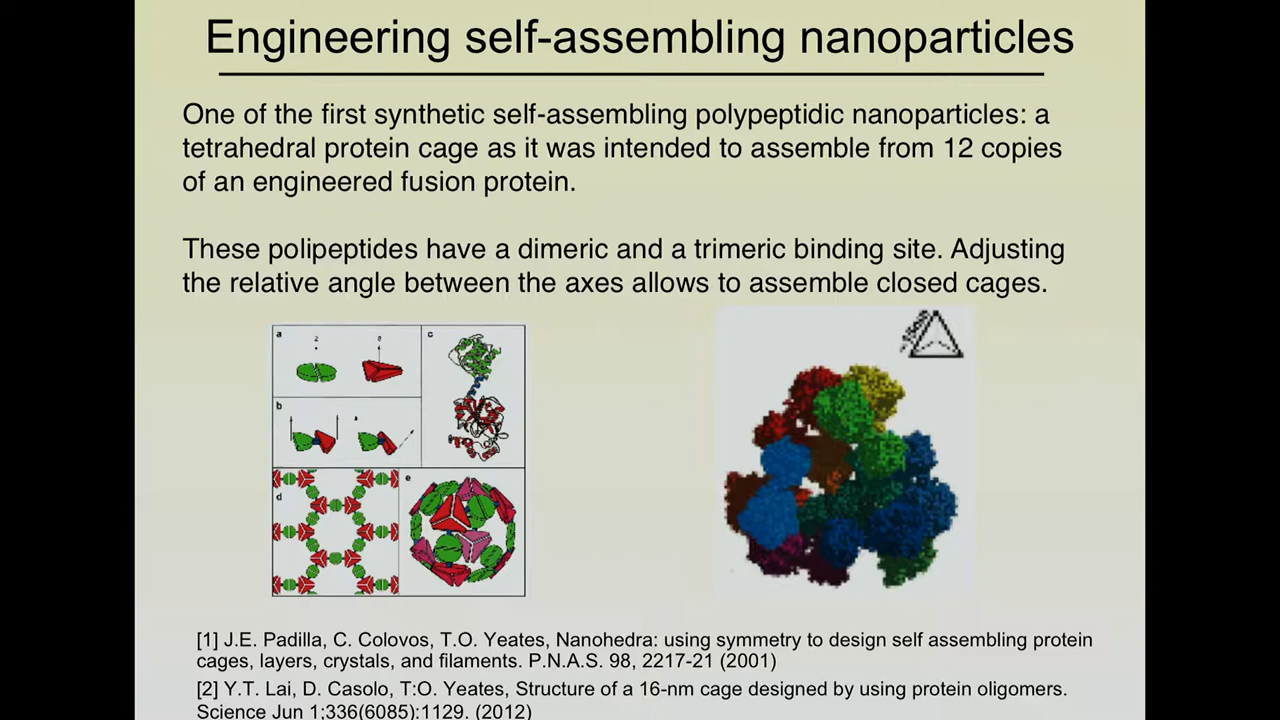 Engineering self-assembling nanoparticles
One of the first synthetic self-assembling polypeptidic nanoparticles: a
tetrahedral protein cage as it was intended to assemble from 12 copies
of an engineered fusion protein.
These polipeptides have a dimeric and a trimeric binding site. Adjusting
the relative angle between the axes allows to assemble closed cages.
a
2
c
b
d
e
[1] J.E. Padilla, C. Colovos, T.O. Yeates, Nanohedra: using symmetry to design self assembling protein
cages, layers, crystals, and filaments. P.N.A.S. 98, 2217-21 (2001)
[2] Y.T. Lai, D. Casolo, T:O. Yeates, Structure of a 16-nm cage designed by using protein oligomers.
Science Jun 1;336(6085):1129. (2012)